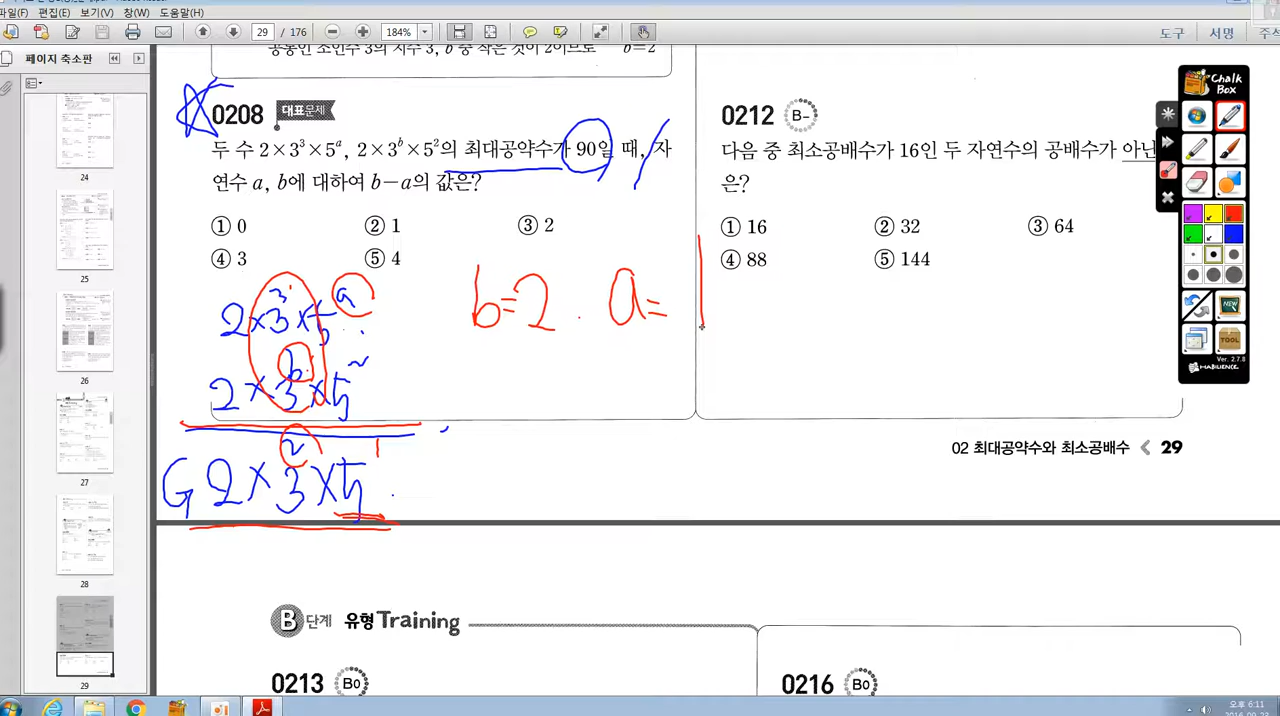 파일(F) 편집(E) 보기(V) 창(W) 도움말(H)
29 / 176 184% 도구 서명 주
페이지 축소판
24
25
26
27
28
29
공통인 소인수 3의 지수 3, b 중 작은 것이 2이므로 b=2
0208 대표문제
두 수 2×3³×5ᵃ, 2×3ᵇ×5²의 최대공약수가 90일 때, 자
연수 a, b에 대하여 b−a의 값은?
① 0 ② 1 ③ 2
④ 3 ⑤ 4
2×3³×5ᵃ
2×3ᵇ×5²
G 2×3²×5¹
b=2. a=1
0212 B-
다음 중 최소공배수가 16인 두 자연수의 공배수가 아닌
은?
① 16 ② 32 ③ 64
④ 88 ⑤ 144
02 최대공약수와 최소공배수 29
B 단계 유형 Training
0213 B0
0216 B0
Chalk Box
NEW
TOOL
Ver. 2.7.8
HABILIENCE
오후 6:11
2016-09-23